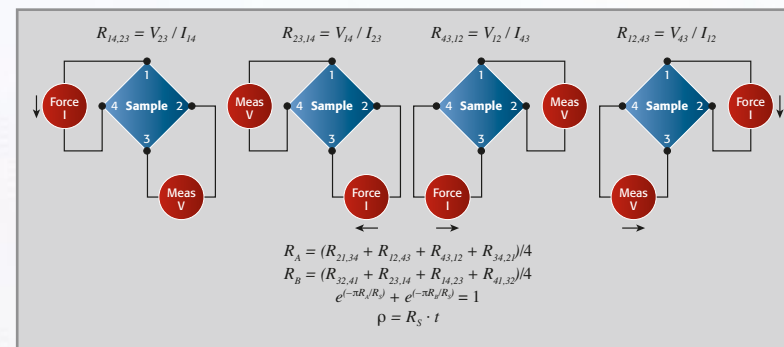 R14,23 = V23 / I14
R23,14 = V14 / I23
R43,12 = V12 / I43
R12,43 = V43 / I12
1
Force
I
4 Sample 2
3
Meas
V
1
Meas
V
4 Sample 2
3
Force
I
1
4 Sample 2
Meas
V
3
Force
I
1
4 Sample 2
Force
I
3
Meas
V
RA = (R21,34 + R12,43 + R43,12 + R34,21)/4
RB = (R32,41 + R23,14 + R14,23 + R41,32)/4
e(−πRA/RS) + e(−πRB/RS) = 1
ρ = RS · t